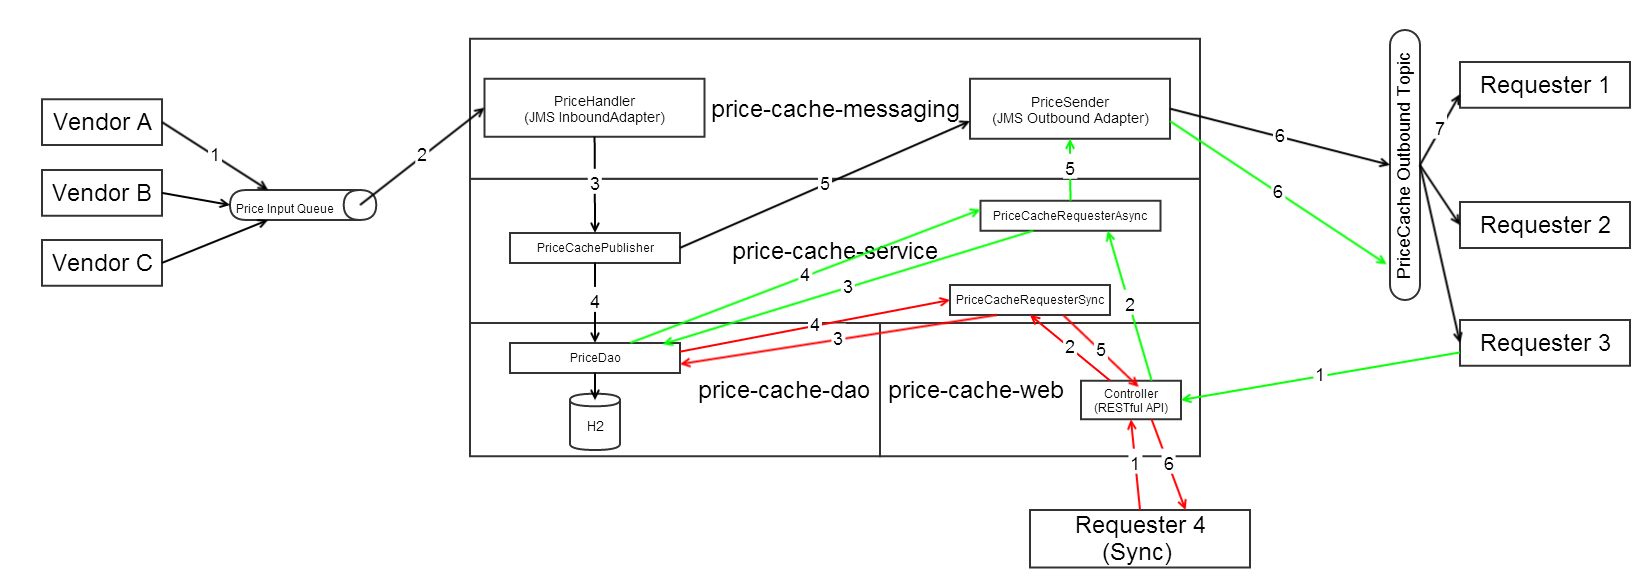 Vendor A
Vendor B
Vendor C
1
Price Input Queue
2
PriceHandler
(JMS InboundAdapter)
price-cache-messaging
PriceSender
(JMS Outbound Adapter)
3
5
5
6
6
PriceCache Outbound Topic
7
Requester 1
Requester 2
Requester 3
PriceCachePublisher
PriceCacheRequesterAsync
price-cache-service
4
4
3
2
PriceCacheRequesterSync
4
3
2
5
1
PriceDao
price-cache-dao
price-cache-web
Controller
(RESTful API)
H2
1
6
Requester 4
(Sync)